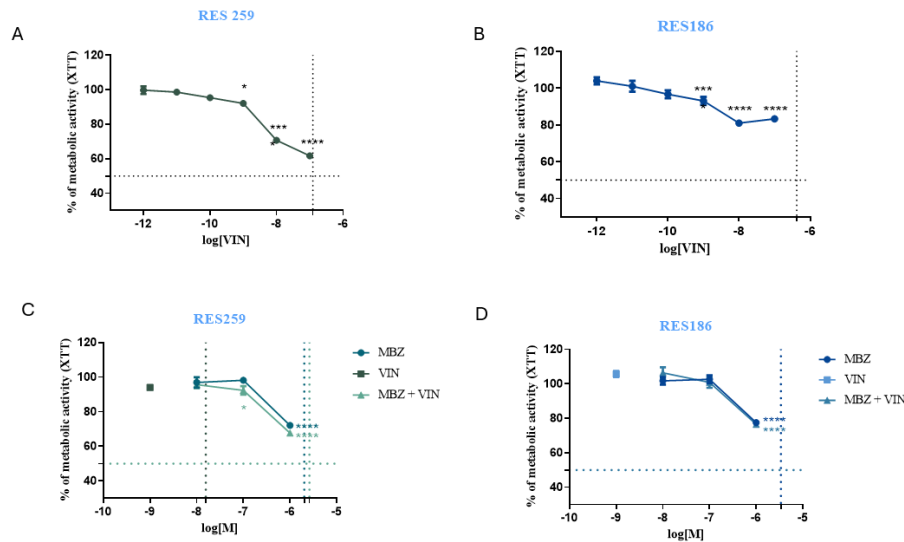 A
RES 259
% of metabolic activity (XTT)
120
100
80
60
40
*
***
*
****
-12
-10
-8
-6
log[VIN]
B
RES186
% of metabolic activity (XTT)
120
100
80
60
40
***
*
****
****
-12
-10
-8
-6
log[VIN]
C
RES259
% of metabolic activity (XTT)
120
100
80
60
40
*
****
****
-10
-9
-8
-7
-6
-5
log[M]
MBZ
VIN
MBZ + VIN
D
RES186
% of metabolic activity (XTT)
120
100
80
60
40
****
****
-10
-9
-8
-7
-6
-5
log[M]
MBZ
VIN
MBZ + VIN